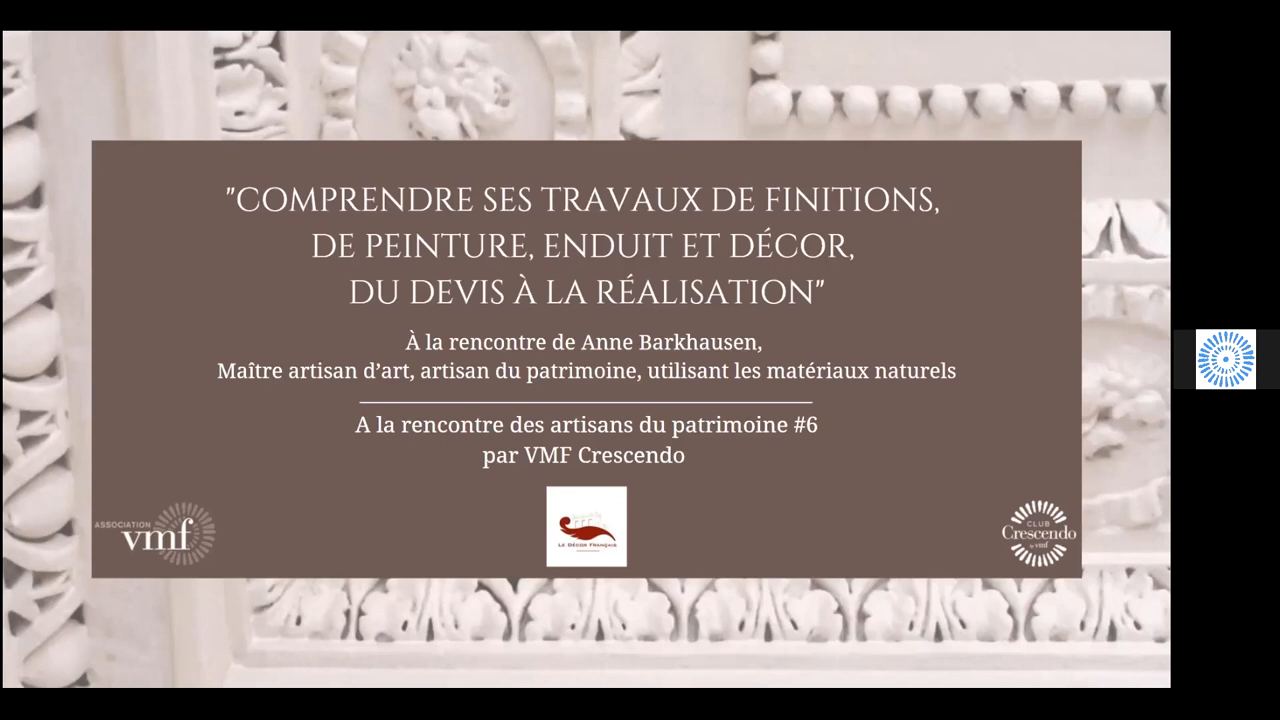 "COMPRENDRE SES TRAVAUX DE FINITIONS,
DE PEINTURE, ENDUIT ET DÉCOR,
DU DEVIS À LA RÉALISATION"
À la rencontre de Anne Barkhausen,
Maître artisan d’art, artisan du patrimoine, utilisant les matériaux naturels
A la rencontre des artisans du patrimoine #6
par VMF Crescendo
ASSOCIATION
vmf
LE DÉCOR FRANÇAIS
CLUB
Crescendo
by vmf